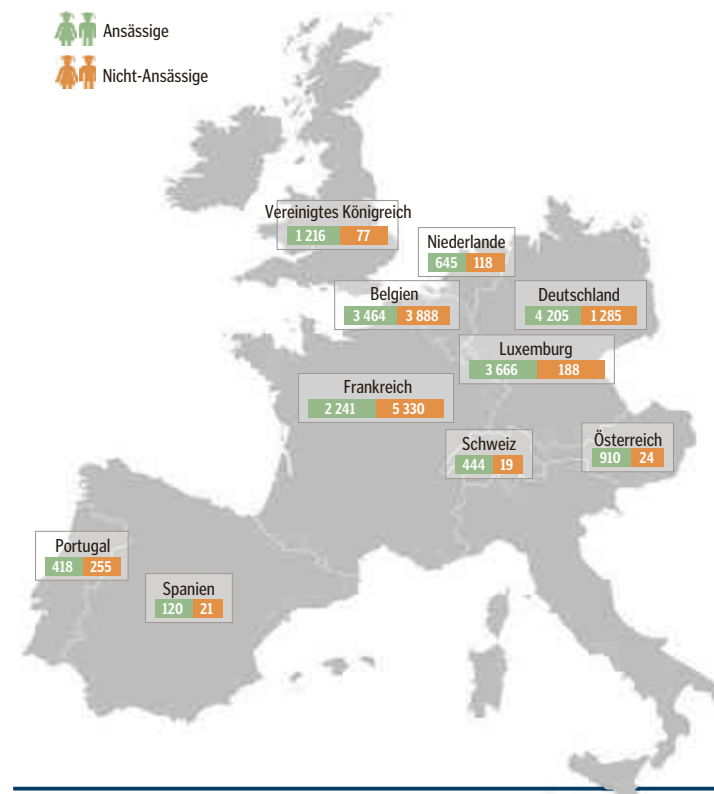 Ansässige
Nicht-Ansässige
Vereinigtes Königreich
1 216 77
Niederlande
645 118
Belgien
3 464 3 888
Deutschland
4 205 1 285
Luxemburg
3 666 188
Frankreich
2 241 5 330
Schweiz
444 19
Österreich
910 24
Portugal
418 255
Spanien
120 21